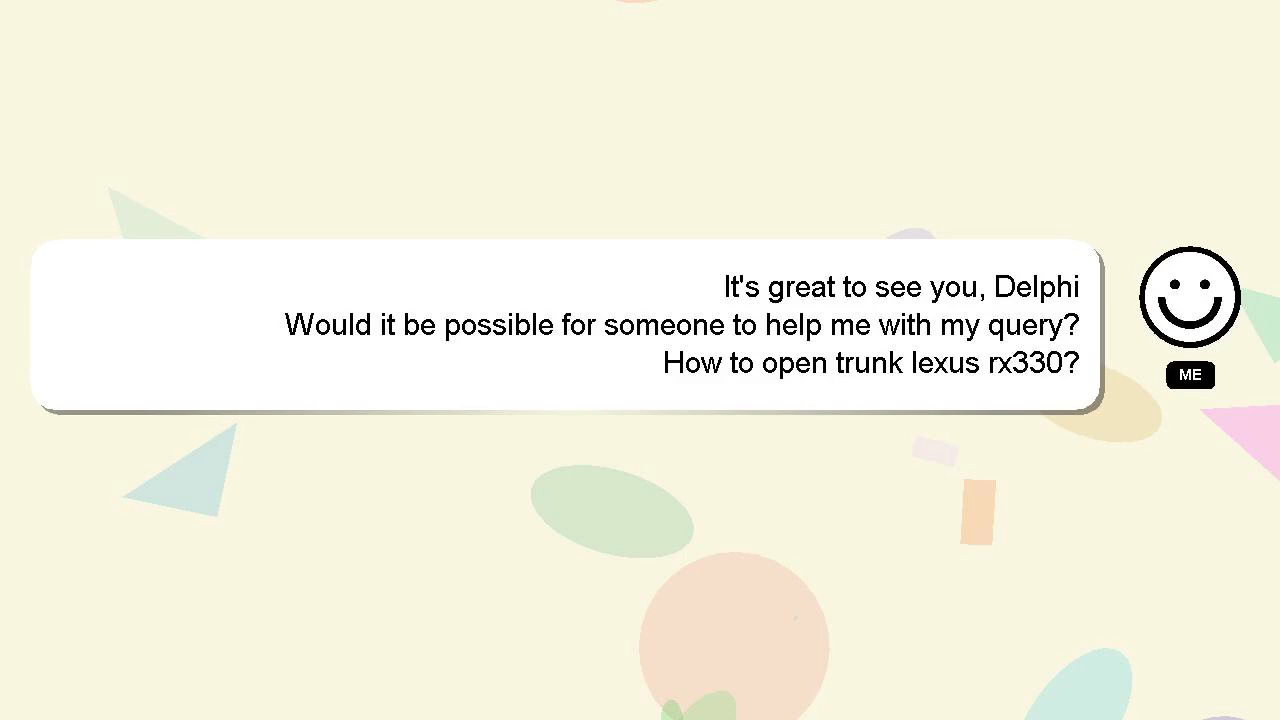 It's great to see you, Delphi
Would it be possible for someone to help me with my query?
How to open trunk lexus rx330?
ME